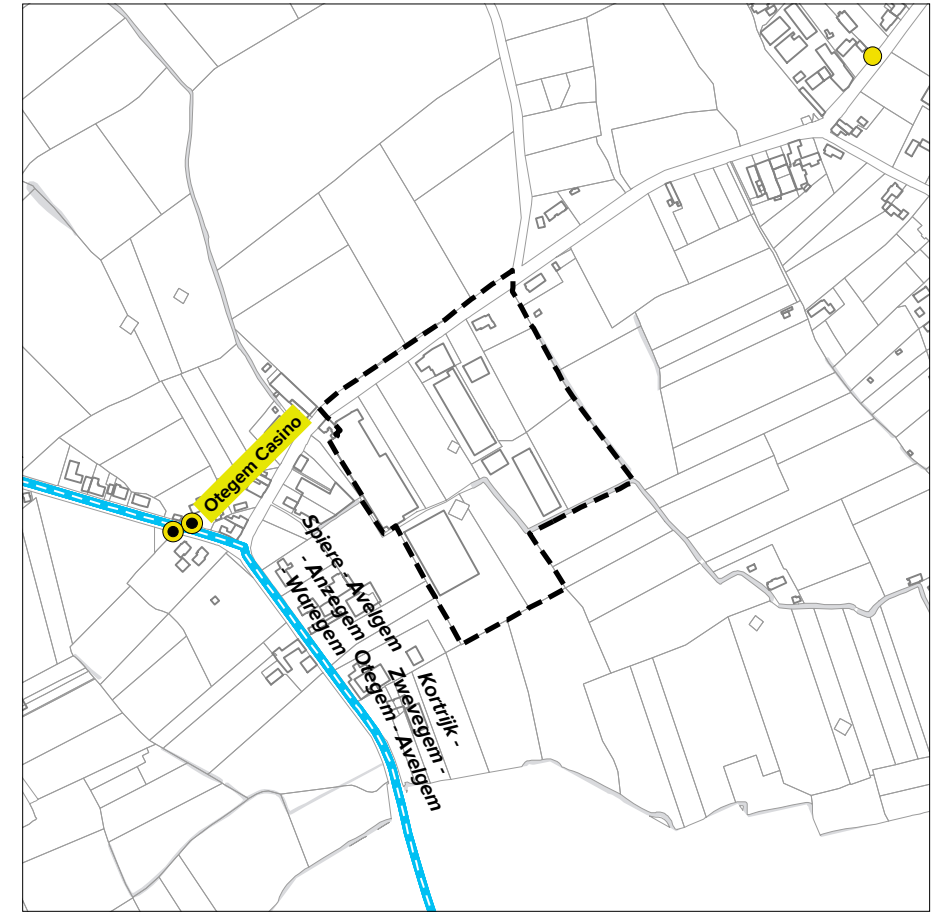 Otegem Casino
Spiere - Avelgem
- Anzegem
- Waregem
Kortrijk -
Zwevegem -
Otegem - Avelgem